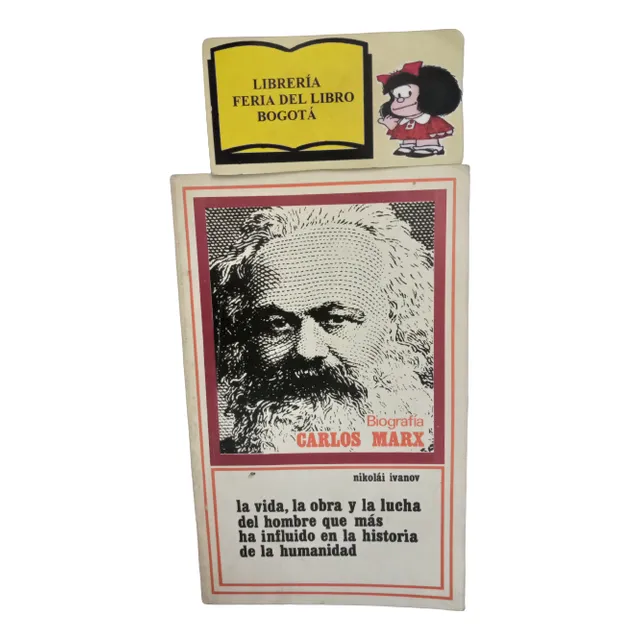 LIBRERÍA
FERIA DEL LIBRO
BOGOTÁ
Biografía
CARLOS MARX
nikolái ivanov
la vida, la obra y la lucha
del hombre que más
ha influido en la historia
de la humanidad